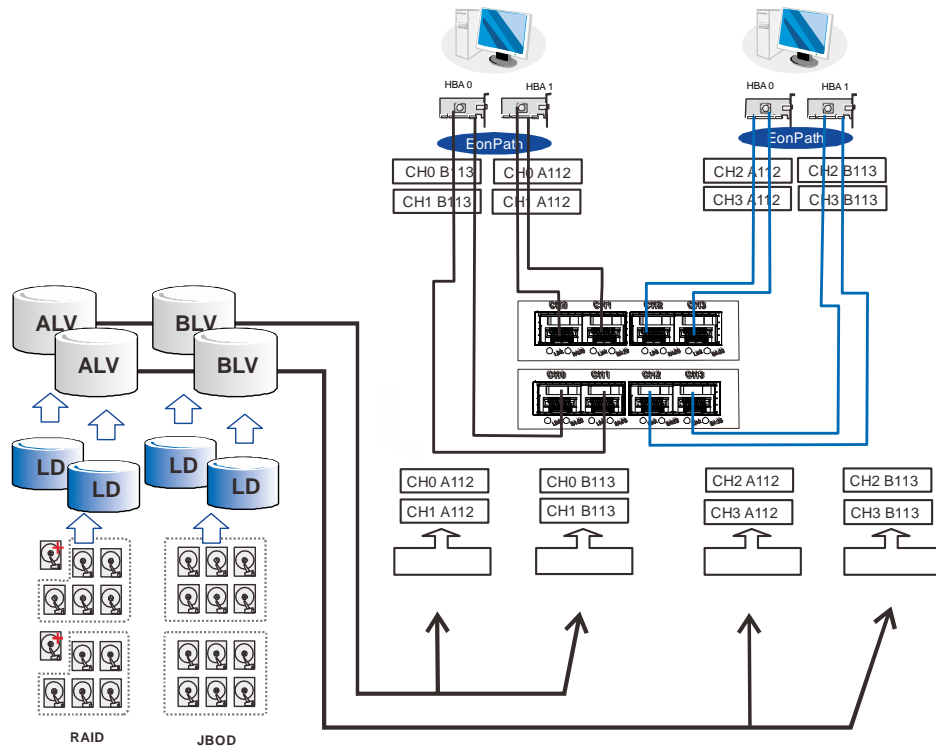 HBA 0
HBA 1
HBA 0
HBA 1
EonPath
EonPath
CH0 B113
CH0 A112
CH2 A112
CH2 B113
CH1 B113
CH1 A112
CH3 A112
CH3 B113
CH0
CH1
CH2
CH3
ALV
BLV
ALV
BLV
CH0
CH1
CH2
CH3
LD
LD
LD
LD
CH0 A112
CH0 B113
CH2 A112
CH2 B113
CH1 A112
CH1 B113
CH3 A112
CH3 B113
RAID
JBOD